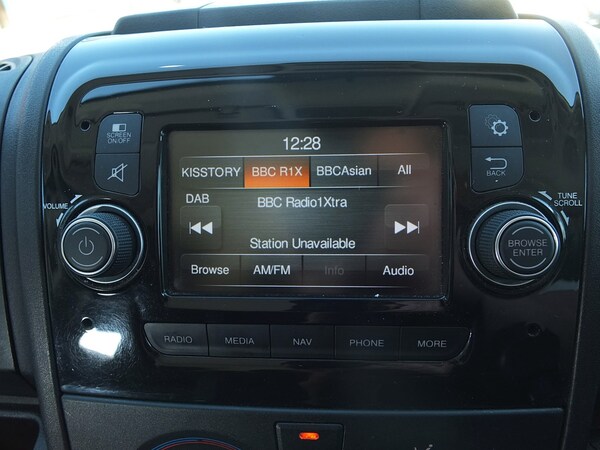 12:28
KISSTORY BBC R1X BBCAsian All
DAB BBC Radio1Xtra
Station Unavailable
Browse AM/FM Info Audio
SCREEN
ON/OFF
VOLUME
BACK
TUNE
SCROLL
BROWSE
ENTER
RADIO MEDIA NAV PHONE MORE